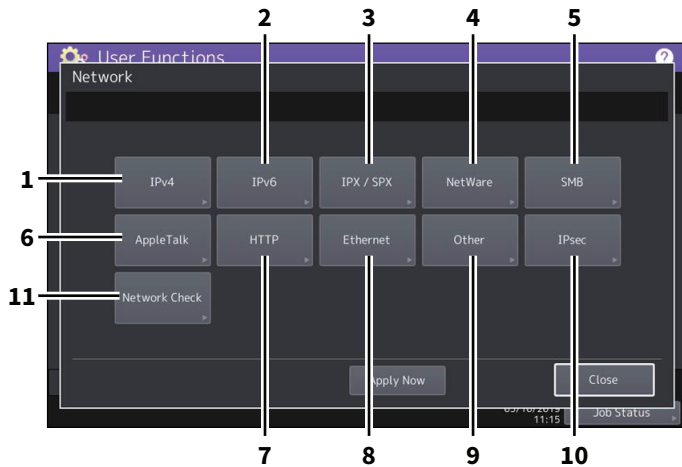 2 3 4 5
User Functions ?
Network
1 IPv4 IPv6 IPX / SPX NetWare SMB
6 AppleTalk HTTP Ethernet Other IPsec
11 Network Check
Apply Now Close
11:15 Job Status
7 8 9 10